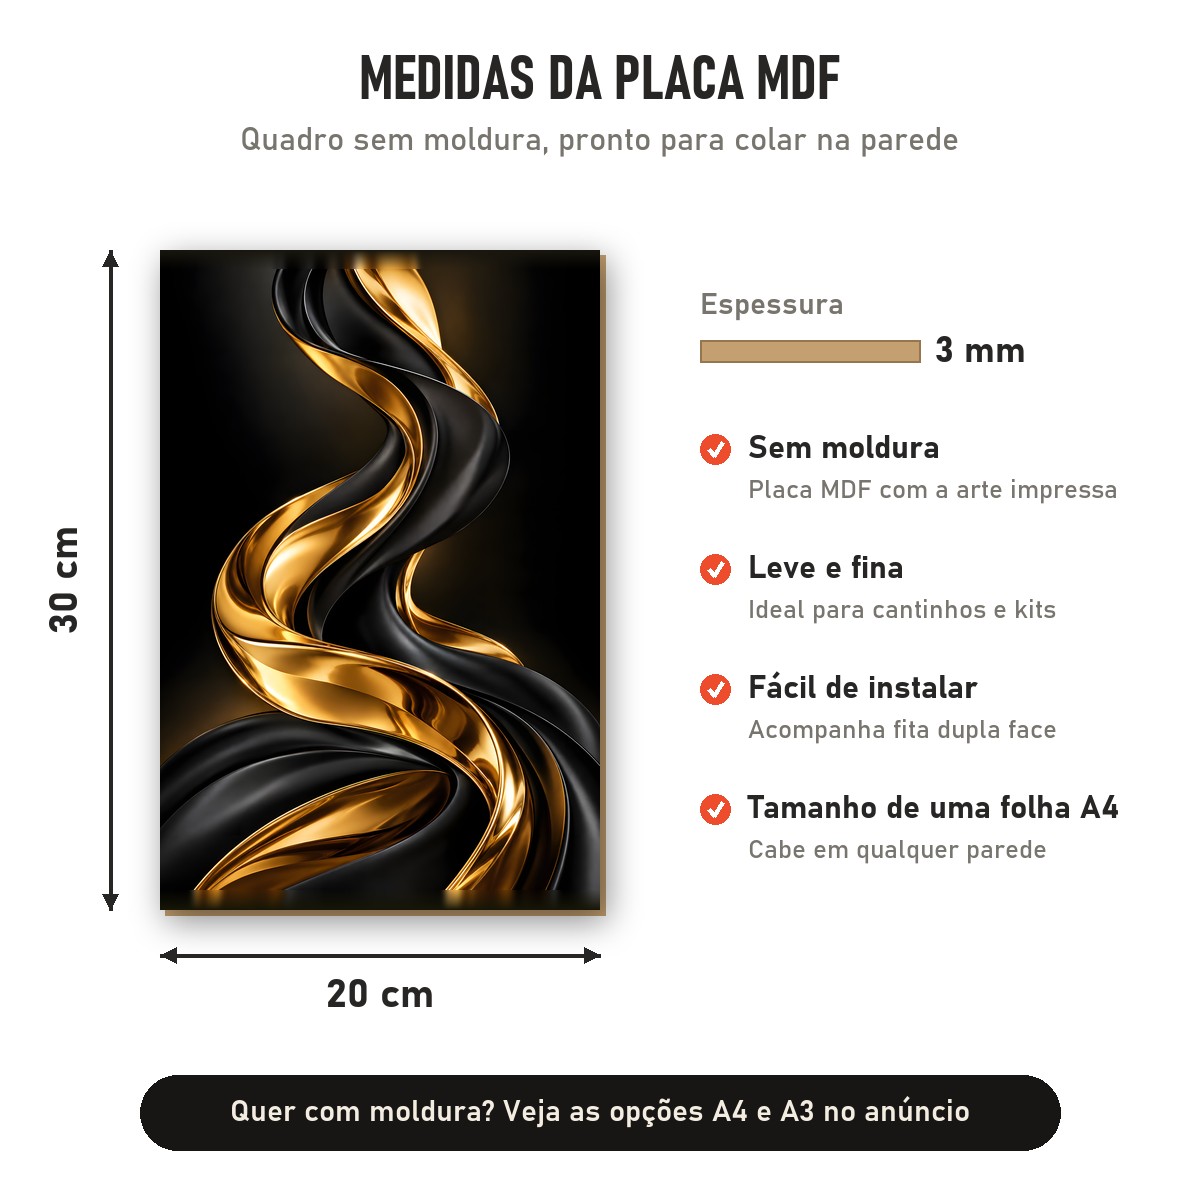 MEDIDAS DA PLACA MDF
Quadro sem moldura, pronto para colar na parede
Espessura
3 mm
Sem moldura
Placa MDF com a arte impressa
Leve e fina
Ideal para cantinhos e kits
Fácil de instalar
Acompanha fita dupla face
Tamanho de uma folha A4
Cabe em qualquer parede
30 cm
20 cm
Quer com moldura? Veja as opções A4 e A3 no anúncio